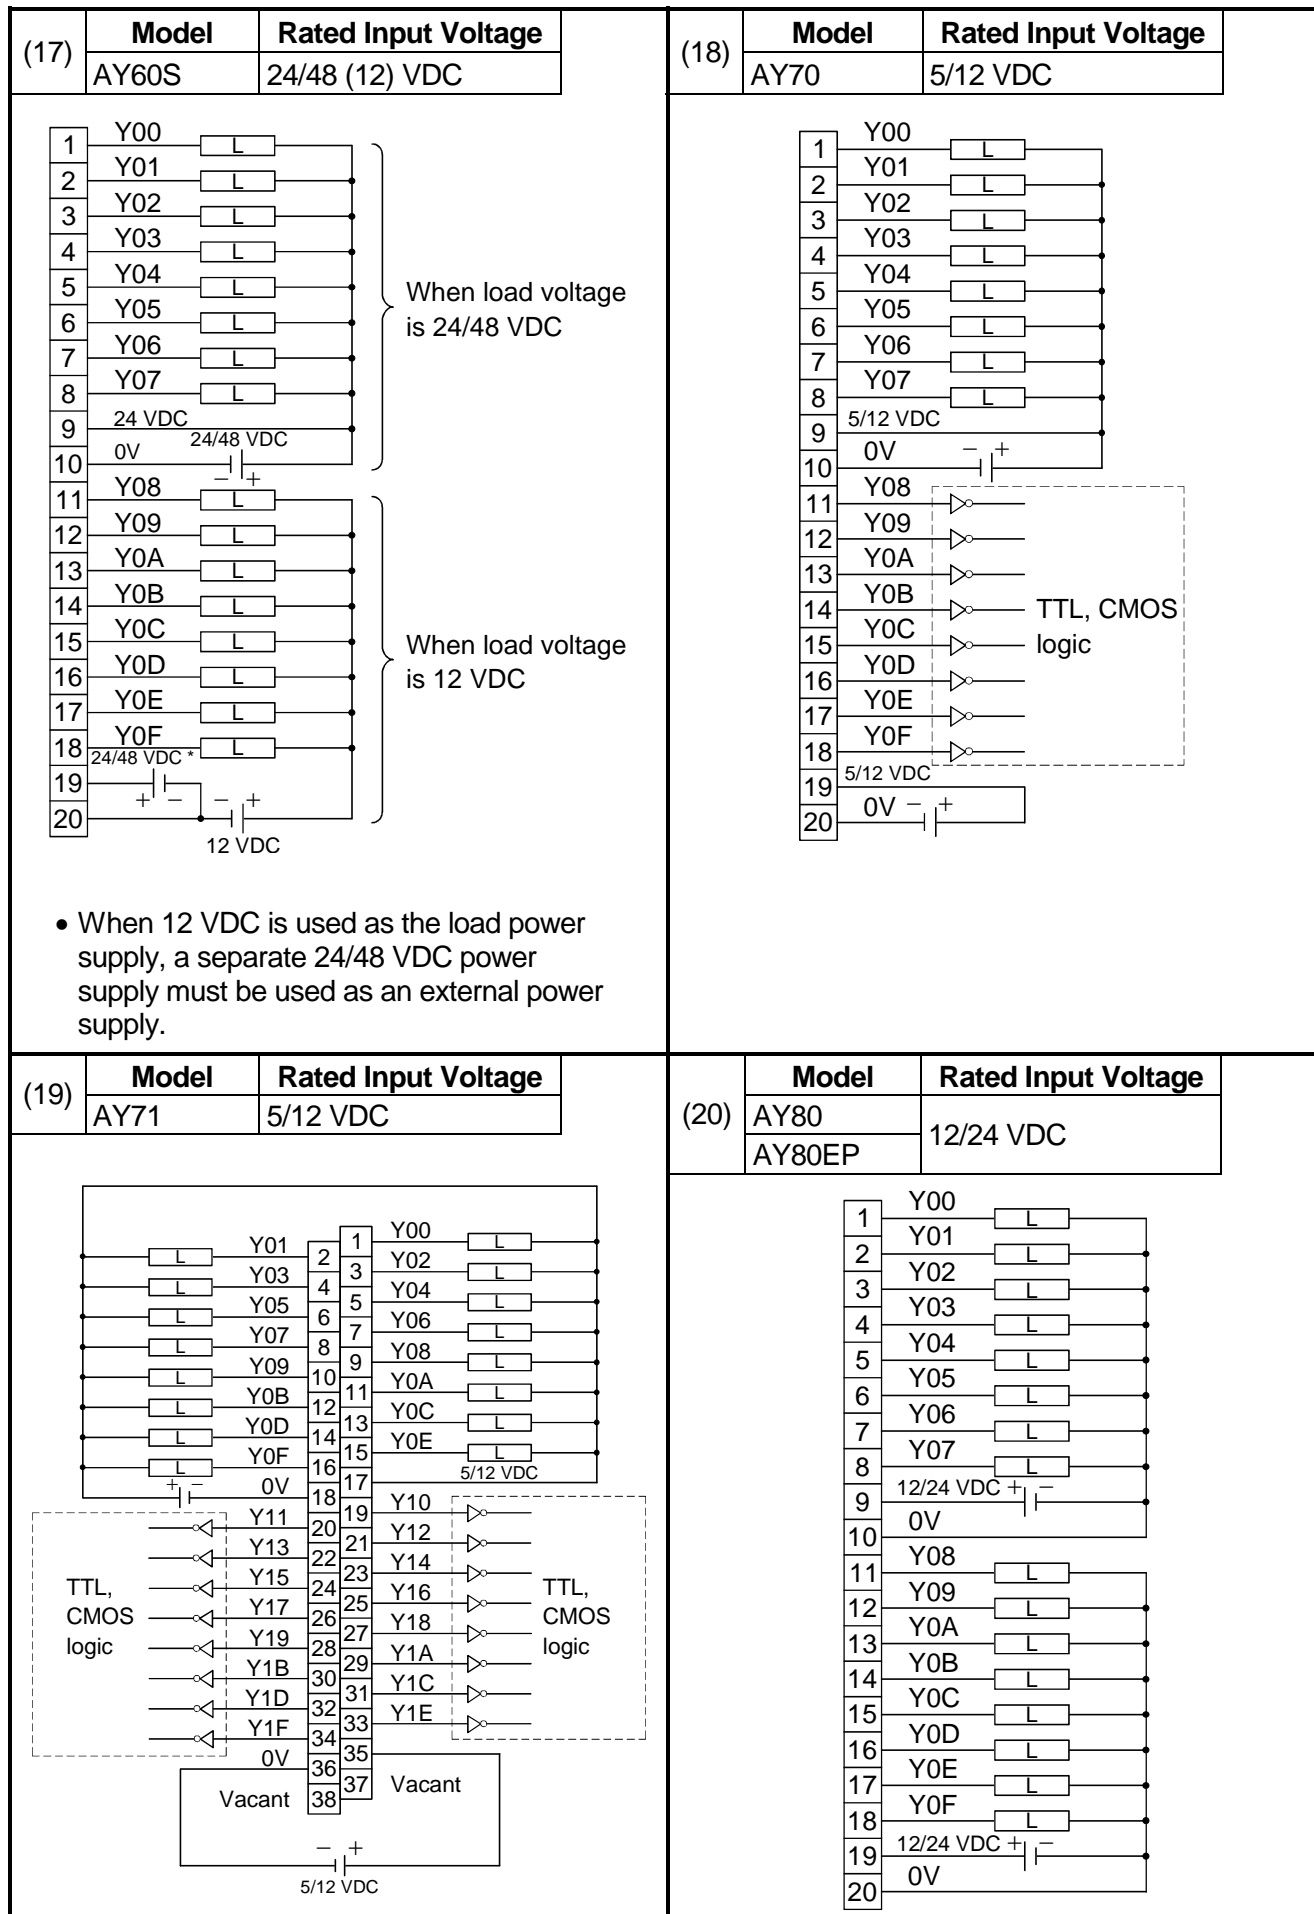 (17) Model Rated Input Voltage
AY60S 24/48 (12) VDC
1 Y00 L
2 Y01 L
3 Y02 L
4 Y03 L
5 Y04 L
6 Y05 L
7 Y06 L
8 Y07 L
9 24 VDC
10 0V 24/48 VDC
− +
When load voltage
is 24/48 VDC
11 Y08 L
12 Y09 L
13 Y0A L
14 Y0B L
15 Y0C L
16 Y0D L
17 Y0E L
18 Y0F L
19 24/48 VDC *
+ − − +
20
12 VDC
When load voltage
is 12 VDC
• When 12 VDC is used as the load power
supply, a separate 24/48 VDC power
supply must be used as an external power
supply.
(18) Model Rated Input Voltage
AY70 5/12 VDC
1 Y00 L
2 Y01 L
3 Y02 L
4 Y03 L
5 Y04 L
6 Y05 L
7 Y06 L
8 Y07 L
9 5/12 VDC
10 0V − +
11 Y08
12 Y09
13 Y0A
14 Y0B
15 Y0C
16 Y0D
17 Y0E
18 Y0F
TTL, CMOS
logic
19 5/12 VDC
20 0V − +
(19) Model Rated Input Voltage
AY71 5/12 VDC
1 Y00 L
L Y01 2
3 Y02 L
L Y03 4
5 Y04 L
L Y05 6
7 Y06 L
L Y07 8
9 Y08 L
L Y09 10
11 Y0A L
L Y0B 12
13 Y0C L
L Y0D 14
15 Y0E L
L Y0F 16
17 5/12 VDC
+ − 0V 18
19 Y10
Y11 20
21 Y12
Y13 22
23 Y14
Y15 24
25 Y16
Y17 26
27 Y18
Y19 28
29 Y1A
Y1B 30
31 Y1C
Y1D 32
33 Y1E
Y1F 34
TTL,
CMOS
logic
TTL,
CMOS
logic
35
0V 36
37 Vacant
Vacant 38
− +
5/12 VDC
(20) Model Rated Input Voltage
AY80 12/24 VDC
AY80EP
1 Y00 L
2 Y01 L
3 Y02 L
4 Y03 L
5 Y04 L
6 Y05 L
7 Y06 L
8 Y07 L
9 12/24 VDC + −
10 0V
11 Y08 L
12 Y09 L
13 Y0A L
14 Y0B L
15 Y0C L
16 Y0D L
17 Y0E L
18 Y0F L
19 12/24 VDC + −
20 0V